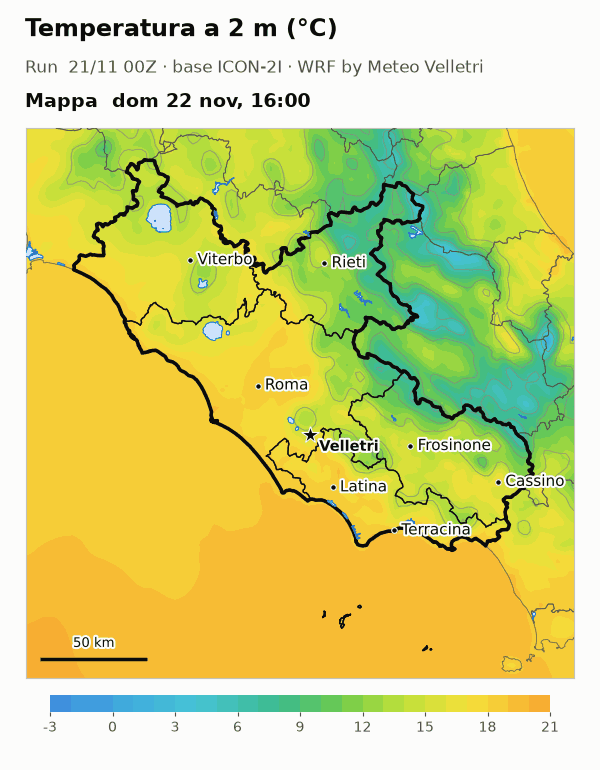 Temperatura a 2 m (°C)
Run  21/11 00Z · base ICON-2I · WRF by Meteo Velletri
Mappa  dom 22 nov, 16:00
Viterbo
Rieti
Roma
Velletri
Frosinone
Latina
Cassino
Terracina
50 km
-3 0 3 6 9 12 15 18 21